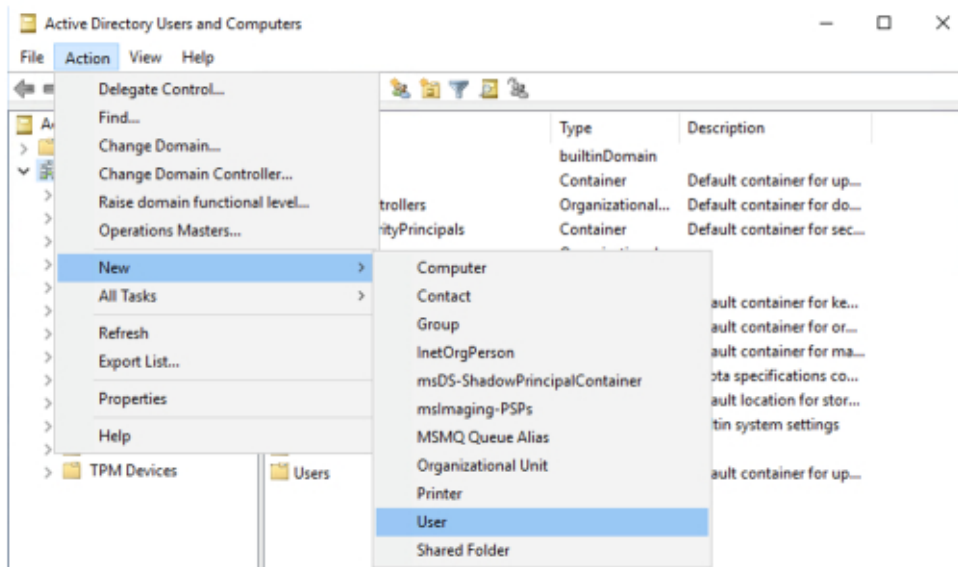 Active Directory Users and Computers
File Action View Help
Delegate Control...
Find...
Change Domain...
Change Domain Controller...
Raise domain functional level...
Operations Masters...
New
All Tasks
Refresh
Export List...
Properties
Help
TPM Devices
Type Description
builtinDomain
Container Default container for up...
trollers Organizational... Default container for do...
ityPrincipals Container Default container for sec...
Computer
Contact
Group
InetOrgPerson
msDS-ShadowPrincipalContainer
msImaging-PSPs
MSMQ Queue Alias
Organizational Unit
Printer
User
Shared Folder
ault container for ke...
ault container for or...
ault container for ma...
ota specifications co...
ault location for stor...
tin system settings
Users
ault container for up...